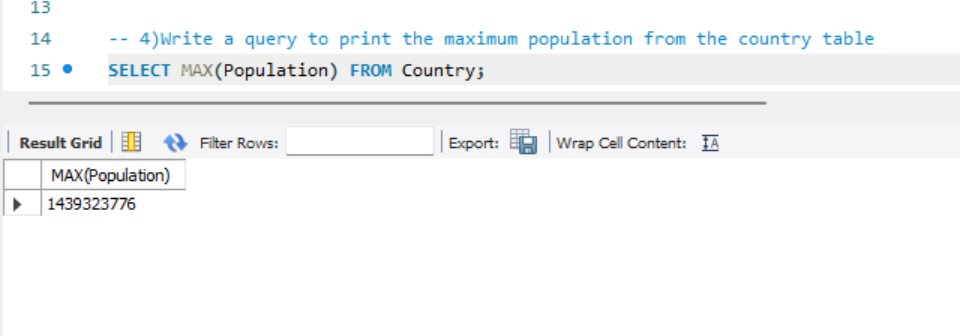 13
14 -- 4)Write a query to print the maximum population from the country table
15 SELECT MAX(Population) FROM Country;
Result Grid Filter Rows: Export: Wrap Cell Content: IA
MAX(Population)
1439323776